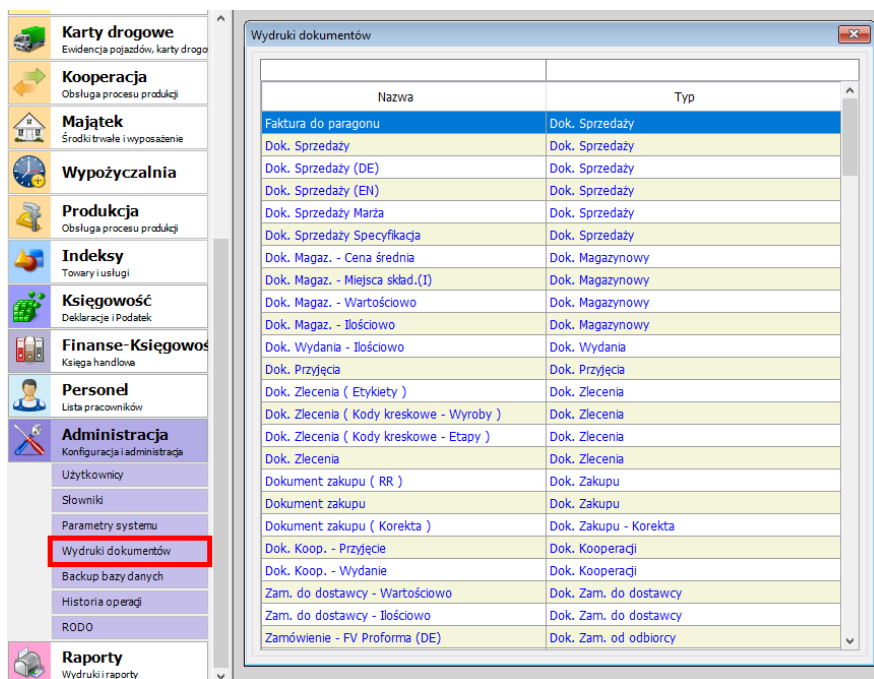 Karty drogowe
Ewidencja pojazdów, karty drogo
Kooperacja
Obsługa procesu produkcji
Majątek
Środki trwałe i wyposażenie
Wypożyczalnia
Produkcja
Obsługa procesu produkcji
Indeksy
Towary i usługi
Księgowość
Deklaracje i Podatek
Finanse-Księgowoś
Księga handlowa
Personel
Lista pracowników
Administracja
Konfiguracja i administracja
Użytkownicy
Słowniki
Parametry systemu
Wydruki dokumentów
Backup bazy danych
Historia operacji
RODO
Raporty
Wydruki i raporty
Wydruki dokumentów
Nazwa Typ
Faktura do paragonu Dok. Sprzedaży
Dok. Sprzedaży Dok. Sprzedaży
Dok. Sprzedaży (DE) Dok. Sprzedaży
Dok. Sprzedaży (EN) Dok. Sprzedaży
Dok. Sprzedaży Marża Dok. Sprzedaży
Dok. Sprzedaży Specyfikacja Dok. Sprzedaży
Dok. Magaz. - Cena średnia Dok. Magazynowy
Dok. Magaz. - Miejsca skład.(I) Dok. Magazynowy
Dok. Magaz. - Wartościowo Dok. Magazynowy
Dok. Magaz. - Ilościowo Dok. Magazynowy
Dok. Wydania - Ilościowo Dok. Wydania
Dok. Przyjęcia Dok. Przyjęcia
Dok. Zlecenia ( Etykiety ) Dok. Zlecenia
Dok. Zlecenia ( Kody kreskowe - Wyroby ) Dok. Zlecenia
Dok. Zlecenia ( Kody kreskowe - Etapy ) Dok. Zlecenia
Dok. Zlecenia Dok. Zlecenia
Dokument zakupu ( RR ) Dok. Zakupu
Dokument zakupu Dok. Zakupu
Dokument zakupu ( Korekta ) Dok. Zakupu - Korekta
Dok. Koop. - Przyjęcie Dok. Kooperacji
Dok. Koop. - Wydanie Dok. Kooperacji
Zam. do dostawcy - Wartościowo Dok. Zam. do dostawcy
Zam. do dostawcy - Ilościowo Dok. Zam. do dostawcy
Zamówienie - FV Proforma (DE) Dok. Zam. od odbiorcy